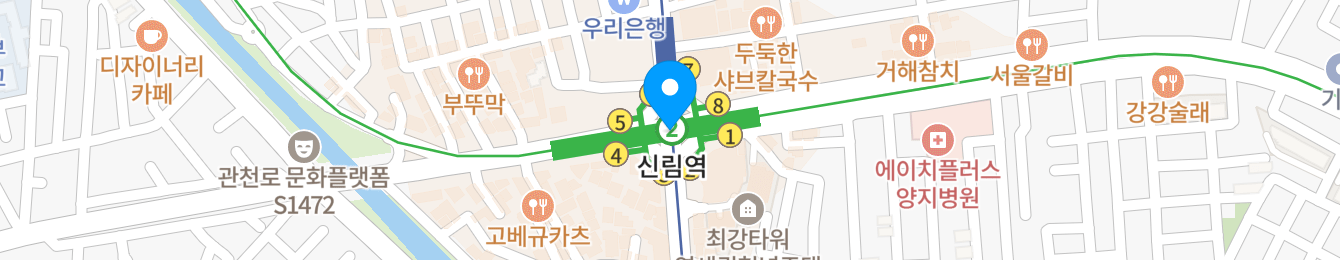 우리은행
7
두둑한
샤브칼국수
거해참치
서울갈비
디자이너리
카페
부뚜막
강강술래
8
5
2
1
4
신림역
관천로 문화플랫폼
S1472
에이치플러스
양지병원
고베규카츠
최강타워